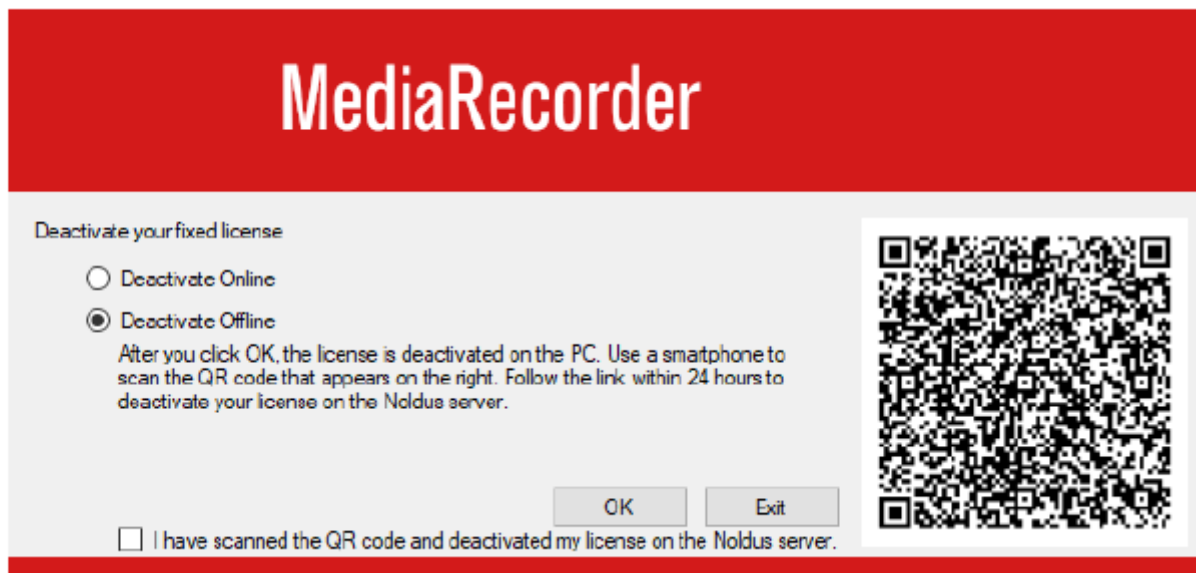 MediaRecorder
Deactivate your fixed license
Deactivate Online
Deactivate Offline
After you click OK, the license is deactivated on the PC. Use a smartphone to
scan the QR code that appears on the right. Follow the link within 24 hours to
deactivate your license on the Noldus server.
OK
Exit
I have scanned the QR code and deactivated my license on the Noldus server.